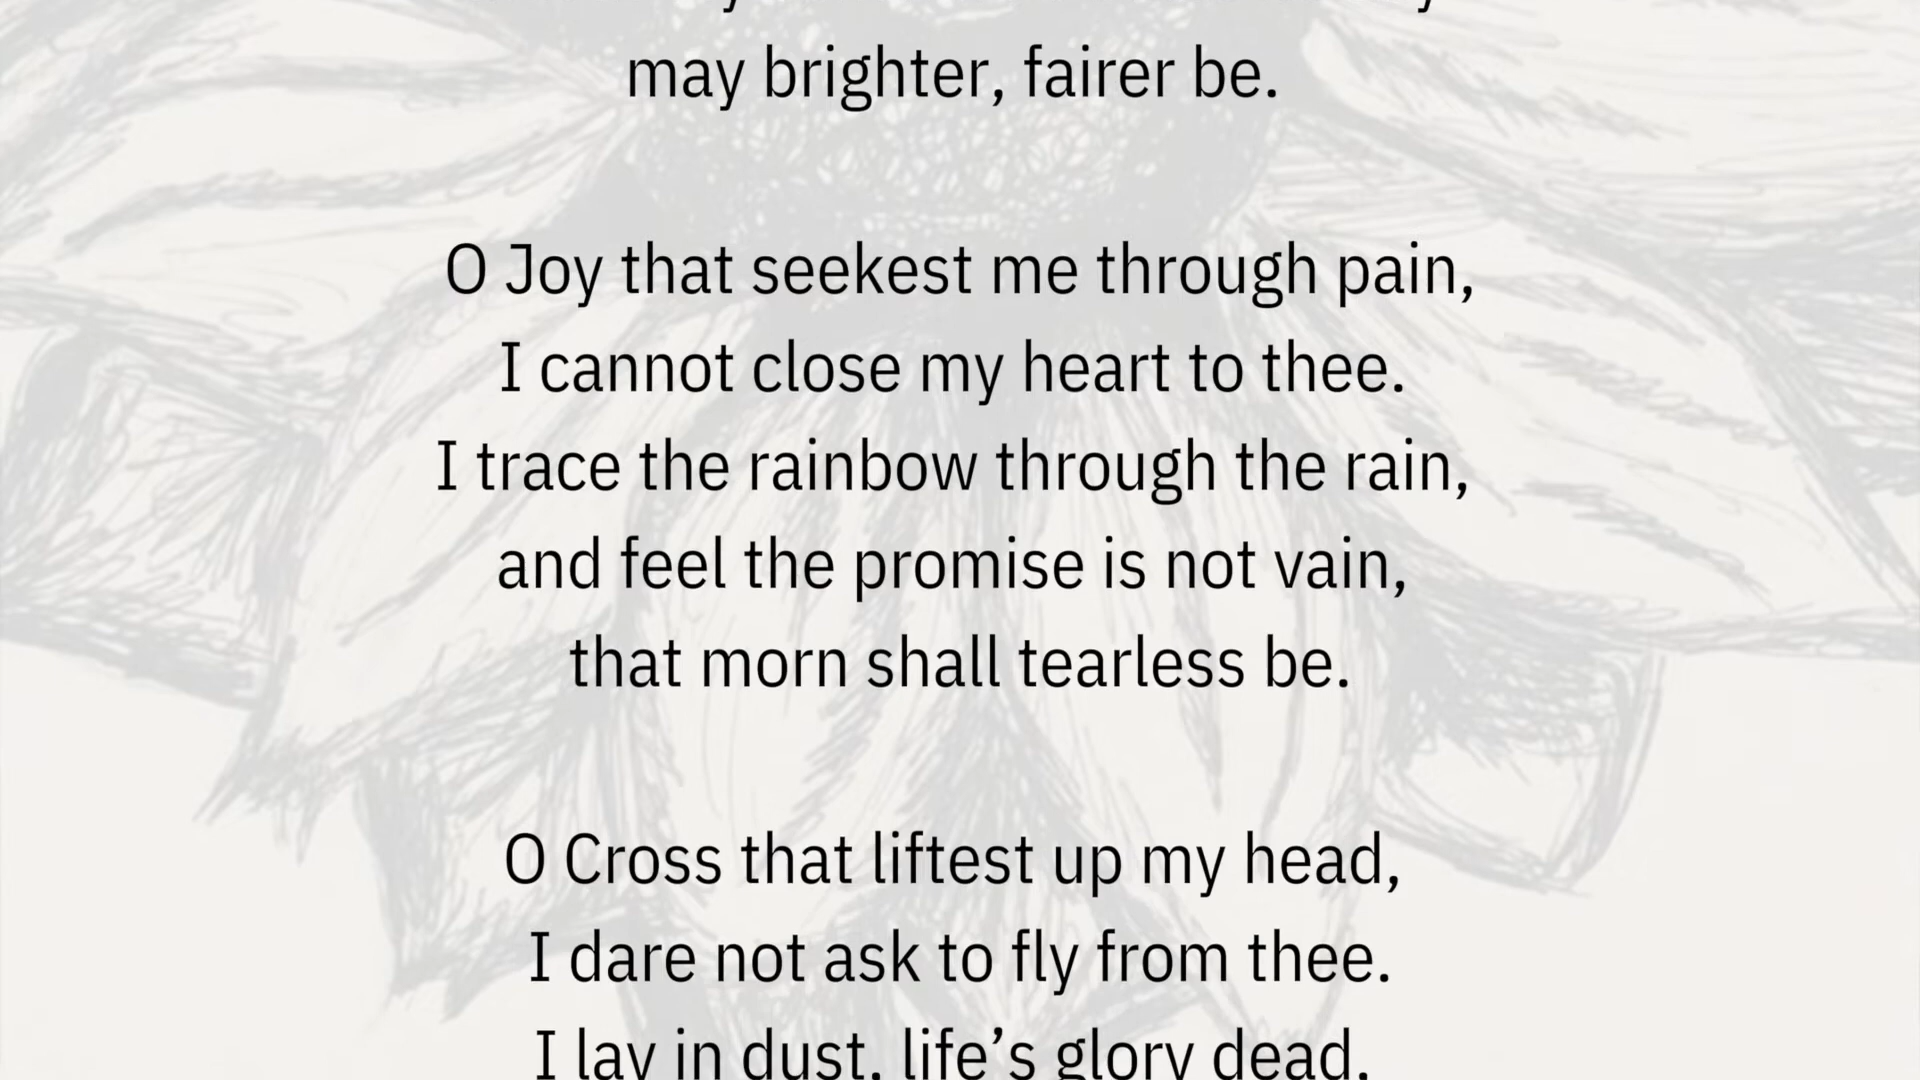 may brighter, fairer be.
O Joy that seekest me through pain,
I cannot close my heart to thee.
I trace the rainbow through the rain,
and feel the promise is not vain,
that morn shall tearless be.
O Cross that liftest up my head,
I dare not ask to fly from thee.
I lay in dust, life’s glory dead,